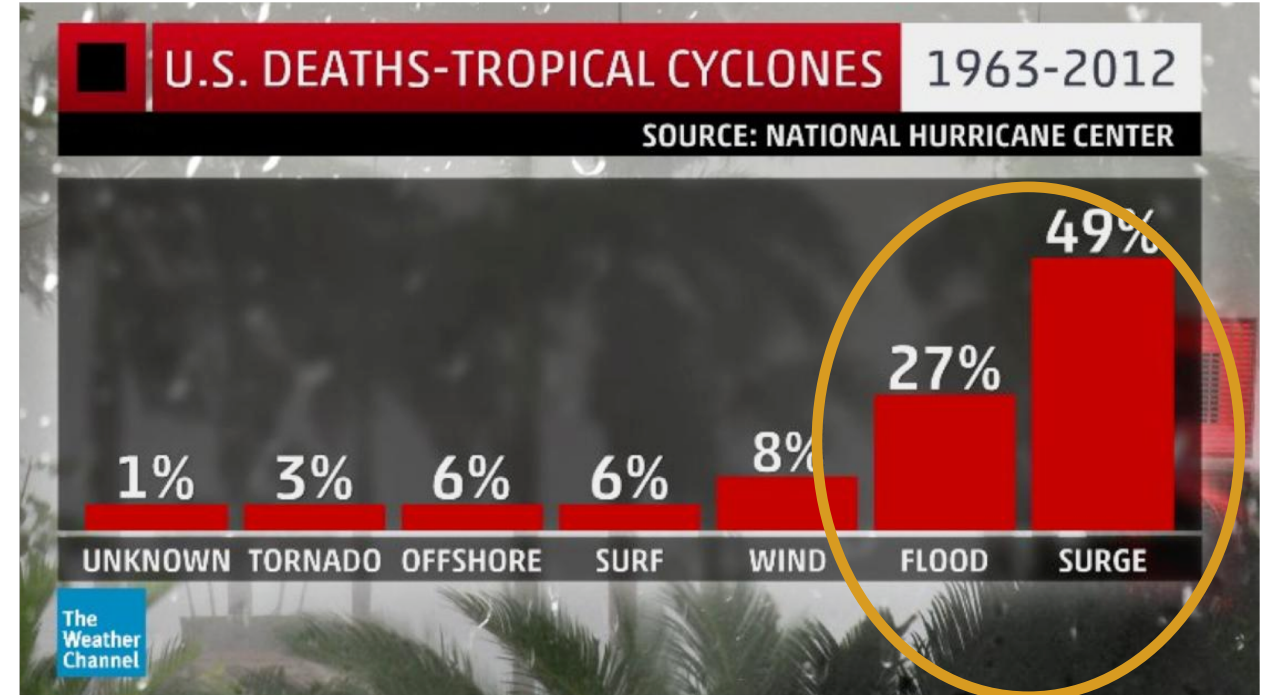 U.S. DEATHS-TROPICAL CYCLONES 1963-2012
SOURCE: NATIONAL HURRICANE CENTER
1% 3% 6% 6% 8% 27% 49%
UNKNOWN TORNADO OFFSHORE SURF WIND FLOOD SURGE
The
Weather
Channel